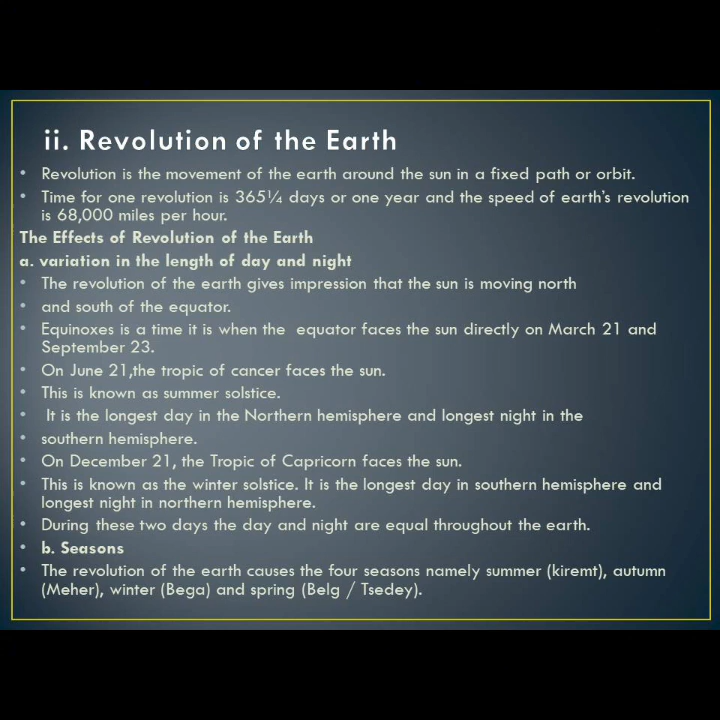 ii. Revolution of the Earth
• Revolution is the movement of the earth around the sun in a fixed path or orbit.
• Time for one revolution is 365¼ days or one year and the speed of earth's revolution
is 68,000 miles per hour.
The Effects of Revolution of the Earth
a. variation in the length of day and night
• The revolution of the earth gives impression that the sun is moving north
• and south of the equator.
• Equinoxes is a time it is when the  equator faces the sun directly on March 21 and
September 23.
• On June 21,the tropic of cancer faces the sun.
• This is known as summer solstice.
• It is the longest day in the Northern hemisphere and longest night in the
• southern hemisphere.
• On December 21, the Tropic of Capricorn faces the sun.
• This is known as the winter solstice. It is the longest day in southern hemisphere and
longest night in northern hemisphere.
• During these two days the day and night are equal throughout the earth.
• b. Seasons
• The revolution of the earth causes the four seasons namely summer (kiremt), autumn
(Meher), winter (Bega) and spring (Belg / Tsedey).